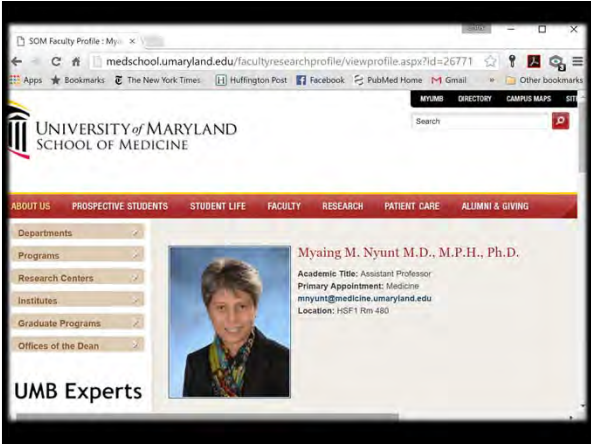 SOM Faculty Profile : Mya
medschool.umaryland.edu/facultyresearchprofile/viewprofile.aspx?id=26771
Apps Bookmarks The New York Times Huffington Post Facebook PubMed Home Gmail » Other bookmarks
MYUMB DIRECTORY CAMPUS MAPS SIT
Search
UNIVERSITY of MARYLAND
SCHOOL OF MEDICINE
ABOUT US PROSPECTIVE STUDENTS STUDENT LIFE FACULTY RESEARCH PATIENT CARE ALUMNI & GIVING
Departments
Programs
Research Centers
Institutes
Graduate Programs
Offices of the Dean
UMB Experts
Myaing M. Nyunt M.D., M.P.H., Ph.D.
Academic Title: Assistant Professor
Primary Appointment: Medicine
mnyunt@medicine.umaryland.edu
Location: HSF1 Rm 480